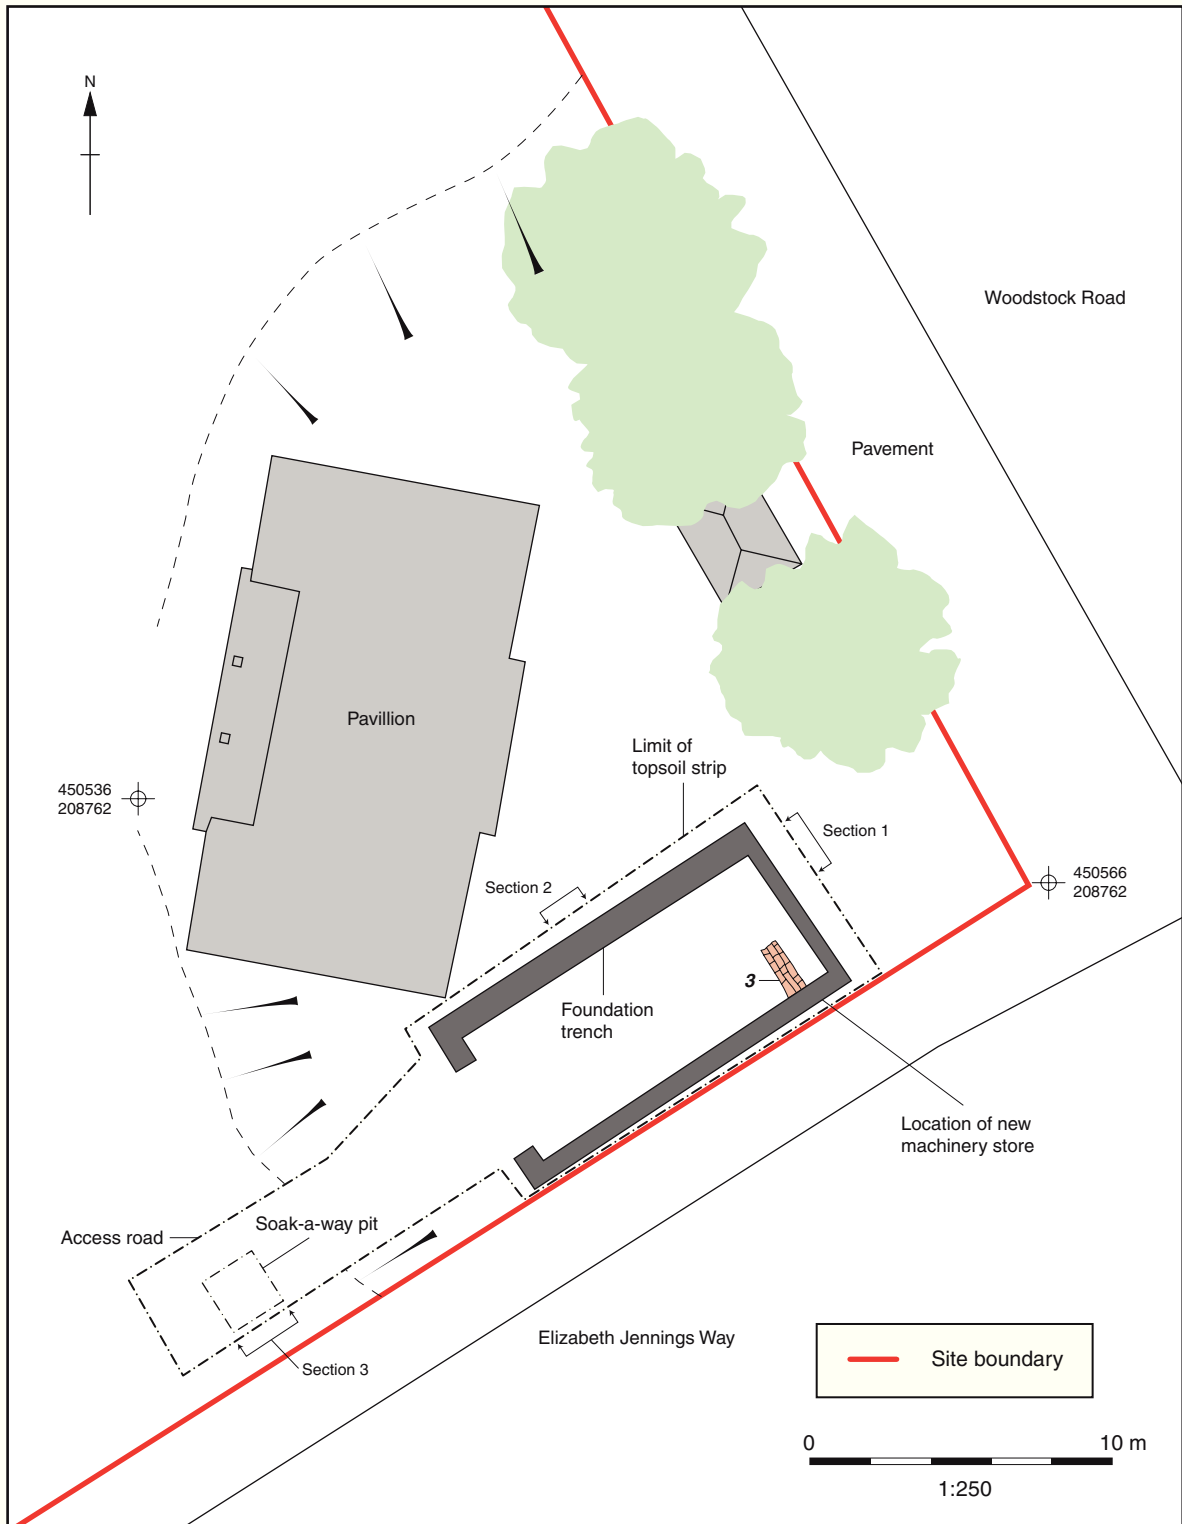 N
Woodstock Road
Pavement
Pavillion
Limit of
topsoil strip
450536
208762
Section 1
450566
208762
Section 2
3
Foundation
trench
Location of new
machinery store
Access road
Soak-a-way pit
Section 3
Elizabeth Jennings Way
Site boundary
0 10 m
1:250